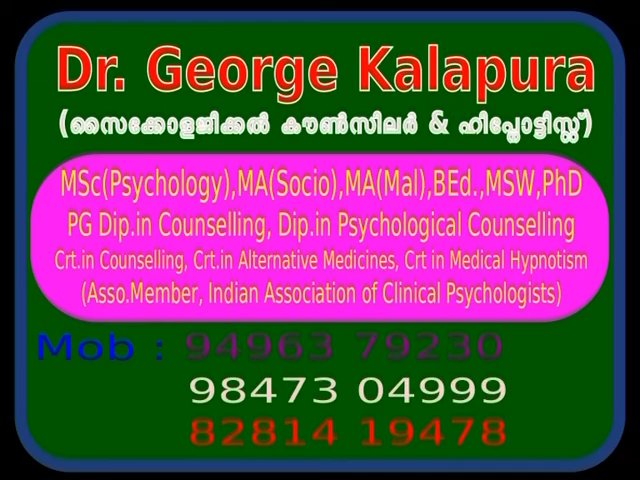 Dr. George Kalapura
(സൈക്കോളജിക്കൽ കൗൺസിലർ & ഹിപ്നോട്ടിസ്റ്റ്)
MSc(Psychology),MA(Socio),MA(Mal),BEd.,MSW,PhD
PG Dip.in Counselling, Dip.in Psychological Counselling
Crt.in Counselling, Crt.in Alternative Medicines, Crt in Medical Hypnotism
(Asso.Member, Indian Association of Clinical Psychologists)
Mob : 94963 79230
98473 04999
82814 19478